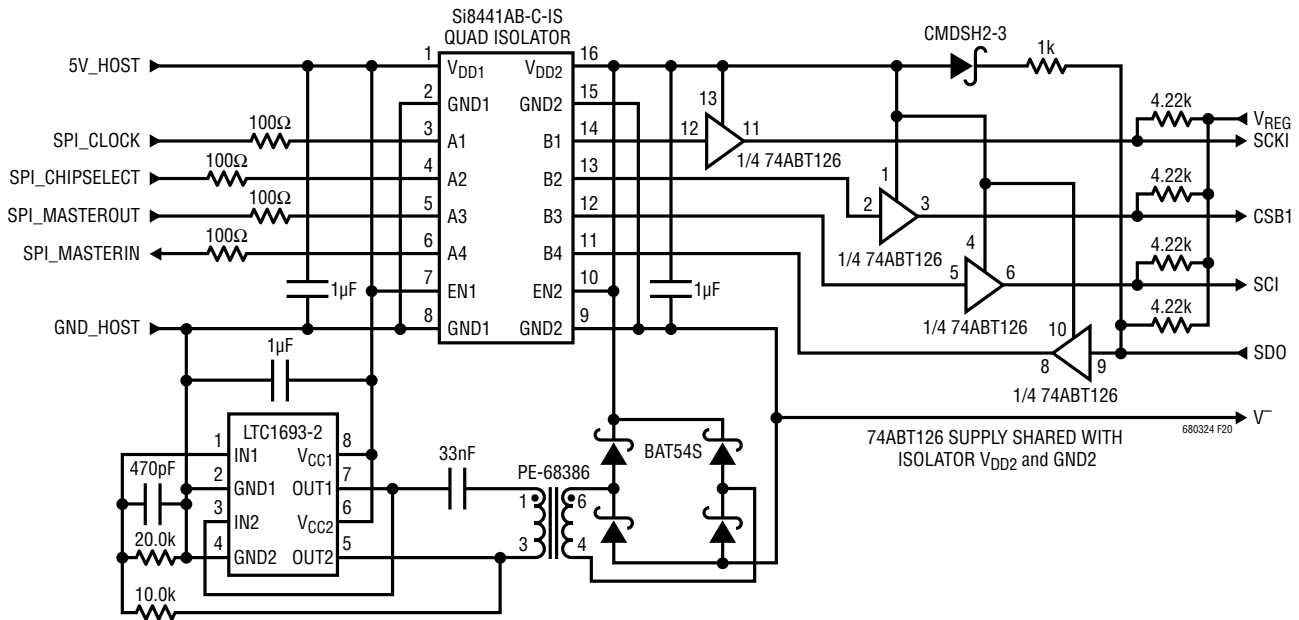 Si8441AB-C-IS
QUAD ISOLATOR
CMDSH2-3
1k
5V_HOST
1
VDD1
VDD2
16
2
GND1
GND2
15
13
4.22k
VREG
SPI_CLOCK
100Ω
3
A1
B1
14
12
11
SCKI
1/4 74ABT126
SPI_CHIPSELECT
100Ω
4
A2
B2
13
1
4.22k
SPI_MASTEROUT
100Ω
5
A3
B3
12
2
3
CSB1
1/4 74ABT126
SPI_MASTERIN
100Ω
6
A4
B4
11
4
4.22k
1µF
7
EN1
EN2
10
1µF
5
6
SCI
1/4 74ABT126
GND_HOST
8
GND1
GND2
9
10
4.22k
1µF
8
9
SDO
1/4 74ABT126
V–
680324 F20
74ABT126 SUPPLY SHARED WITH
ISOLATOR VDD2 and GND2
LTC1693-2
1
IN1
VCC1
8
33nF
PE-68386
BAT54S
470pF
2
GND1
OUT1
7
1
6
3
IN2
VCC2
6
20.0k
4
GND2
OUT2
5
3
4
10.0k